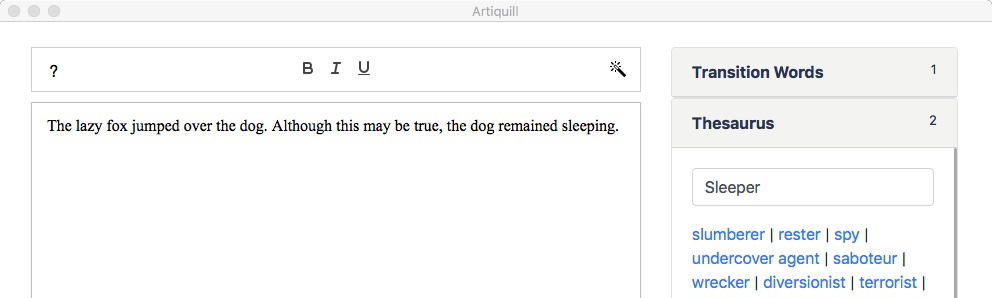 Artiquill
? B I U
The lazy fox jumped over the dog. Although this may be true, the dog remained sleeping.
Transition Words 1
Thesaurus 2
Sleeper
slumberer | rester | spy |
undercover agent | saboteur |
wrecker | diversionist | terrorist |